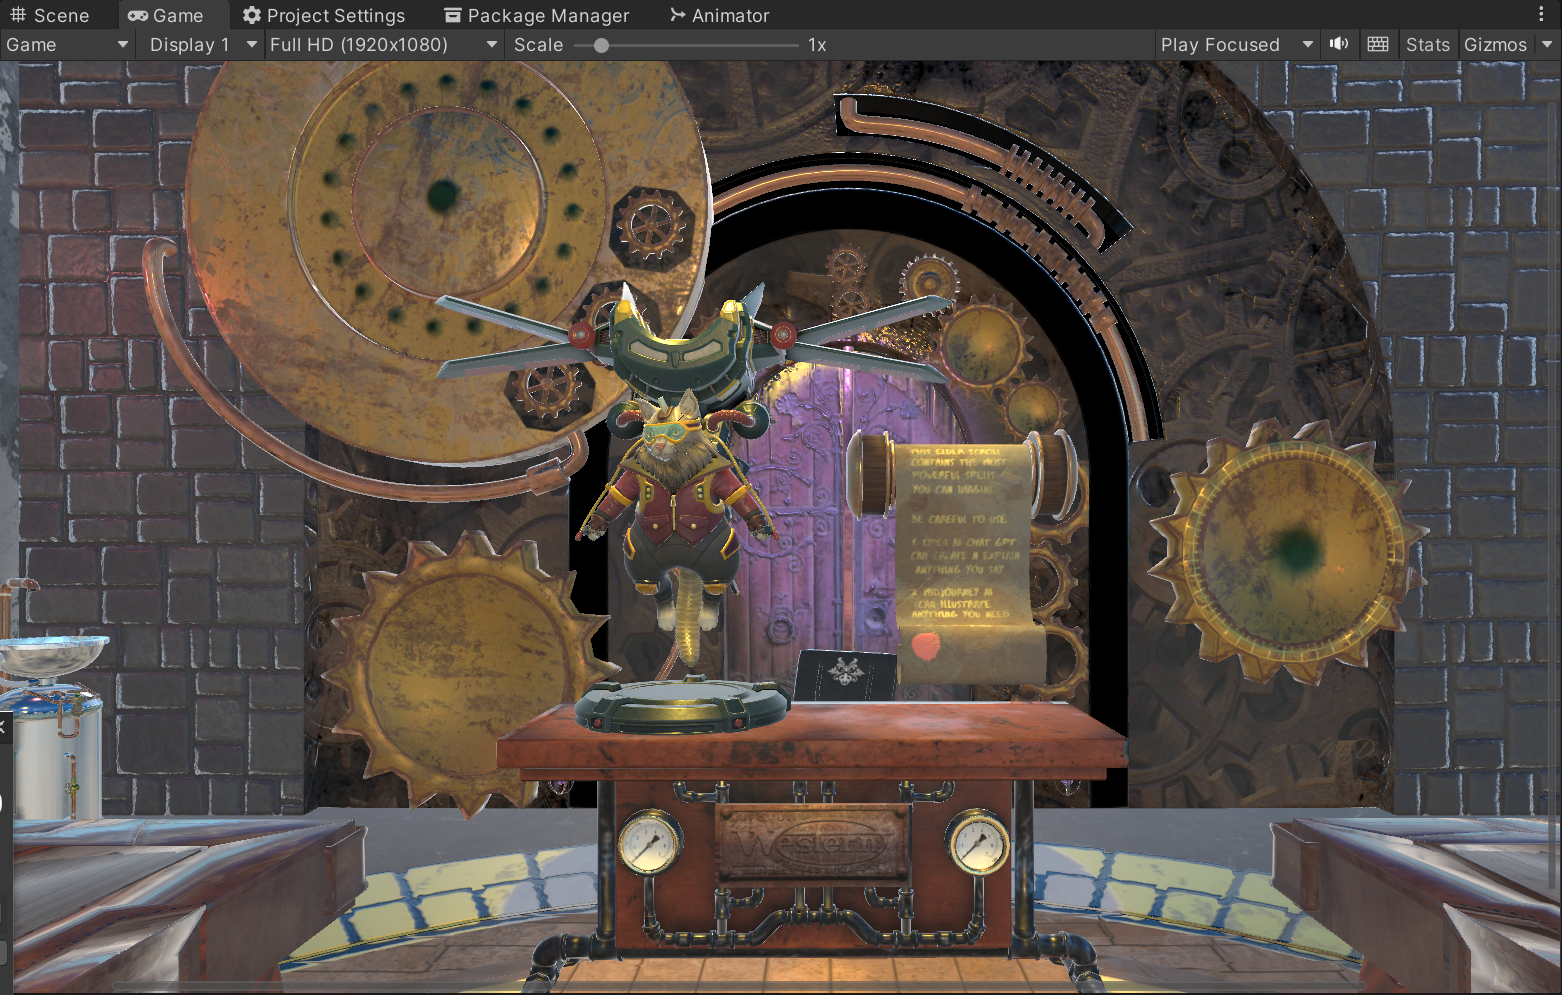 Scene
Game
Project Settings
Package Manager
Animator
Game
Display 1
Full HD (1920x1080)
Scale
1x
Play Focused
Stats
Gizmos
THIS ELDER SCROLL
CONTAINS THE MOST
POWERFUL SPELLS
YOU CAN IMAGINE
BE CAREFUL TO USE
1. OPEN AI CHAT GPT
CAN CREATE N EXPLAIN
ANYTHING YOU SAY
2 MIDJOURNEY AI
CAN ILLUSTRATE
ANYTHING YOU NEED
Western